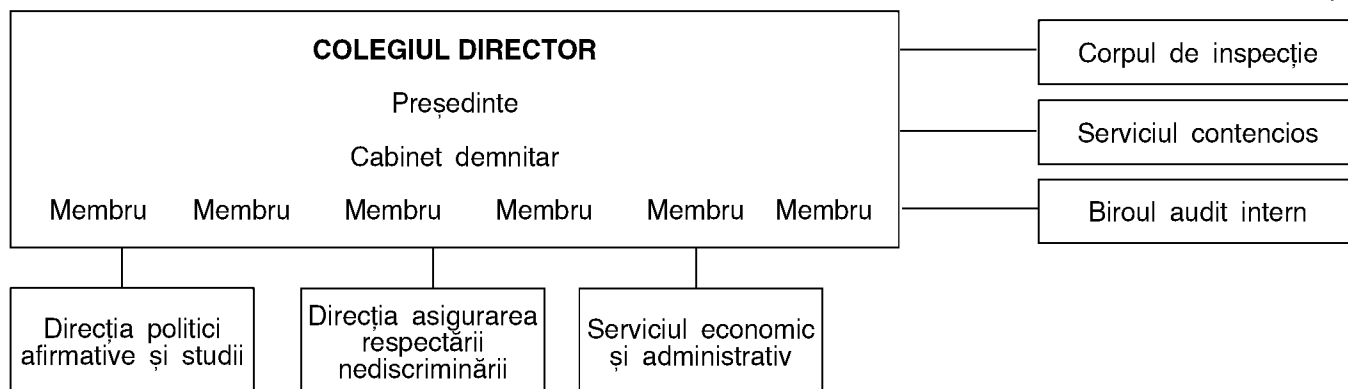 COLEGIUL DIRECTOR
Președinte
Cabinet demnitar
Membru Membru Membru Membru Membru Membru
Corpul de inspecție
Serviciul contencios
Biroul audit intern
Direcția politici
afirmative și studii
Direcția asigurarea
respectării
nediscriminării
Serviciul economic
și administrativ